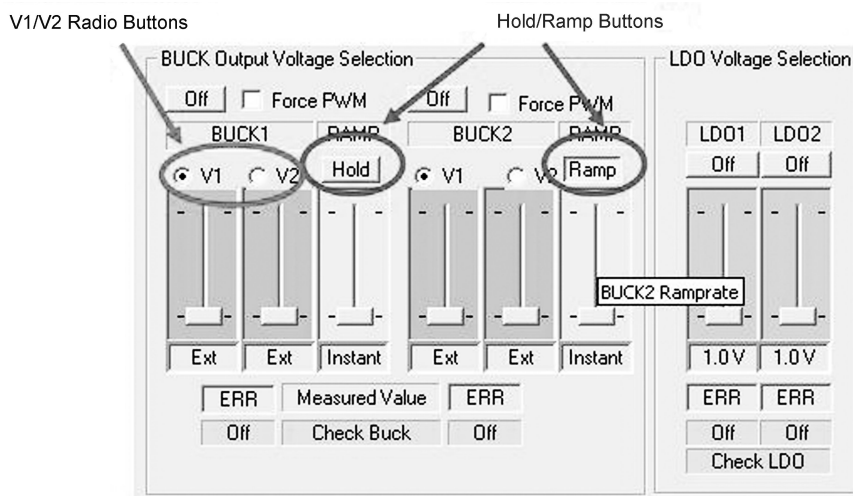 V1/V2 Radio Buttons
Hold/Ramp Buttons
BUCK Output Voltage Selection
LDO Voltage Selection
Off Force PWM Off Force PWM
BUCK1 RAMP BUCK2 RAMP LDO1 LDO2
V1 V2 Hold V1 V2 Ramp Off Off
BUCK2 Ramprate
Ext Ext Instant Ext Ext Instant 1.0 V 1.0 V
ERR Measured Value ERR ERR ERR
Off Check Buck Off Off Off
Check LDO